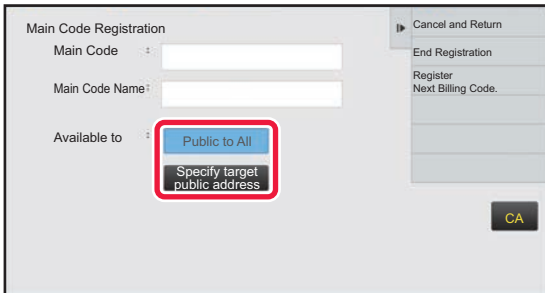 Main Code Registration
Main Code :
Main Code Name:
Available to :
Public to All
Specify target
public address
Cancel and Return
End Registration
Register
Next Billing Code.
CA